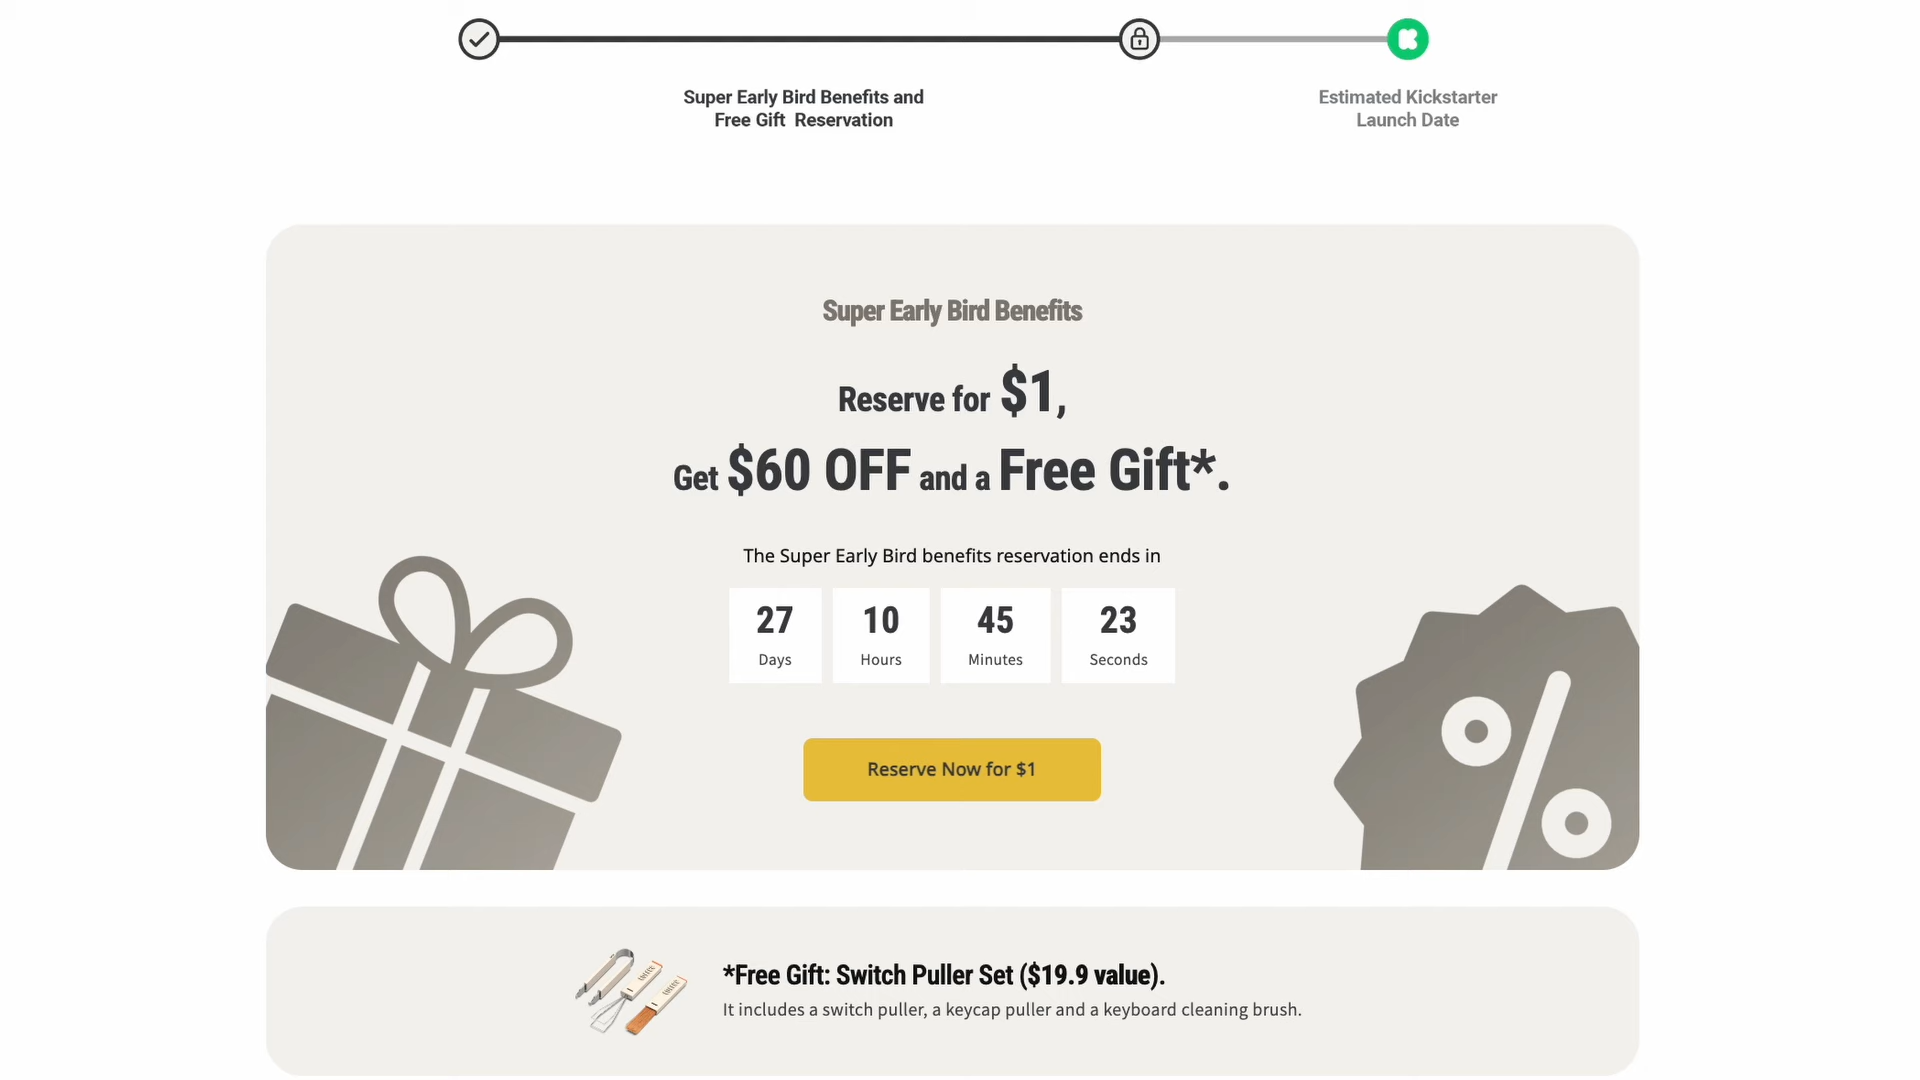 Super Early Bird Benefits and
Free Gift Reservation
Estimated Kickstarter
Launch Date
Super Early Bird Benefits
Reserve for $1,
Get $60 OFF and a Free Gift*.
The Super Early Bird benefits reservation ends in
27 10 45 23
Days Hours Minutes Seconds
Reserve Now for $1
*Free Gift: Switch Puller Set ($19.9 value).
It includes a switch puller, a keycap puller and a keyboard cleaning brush.